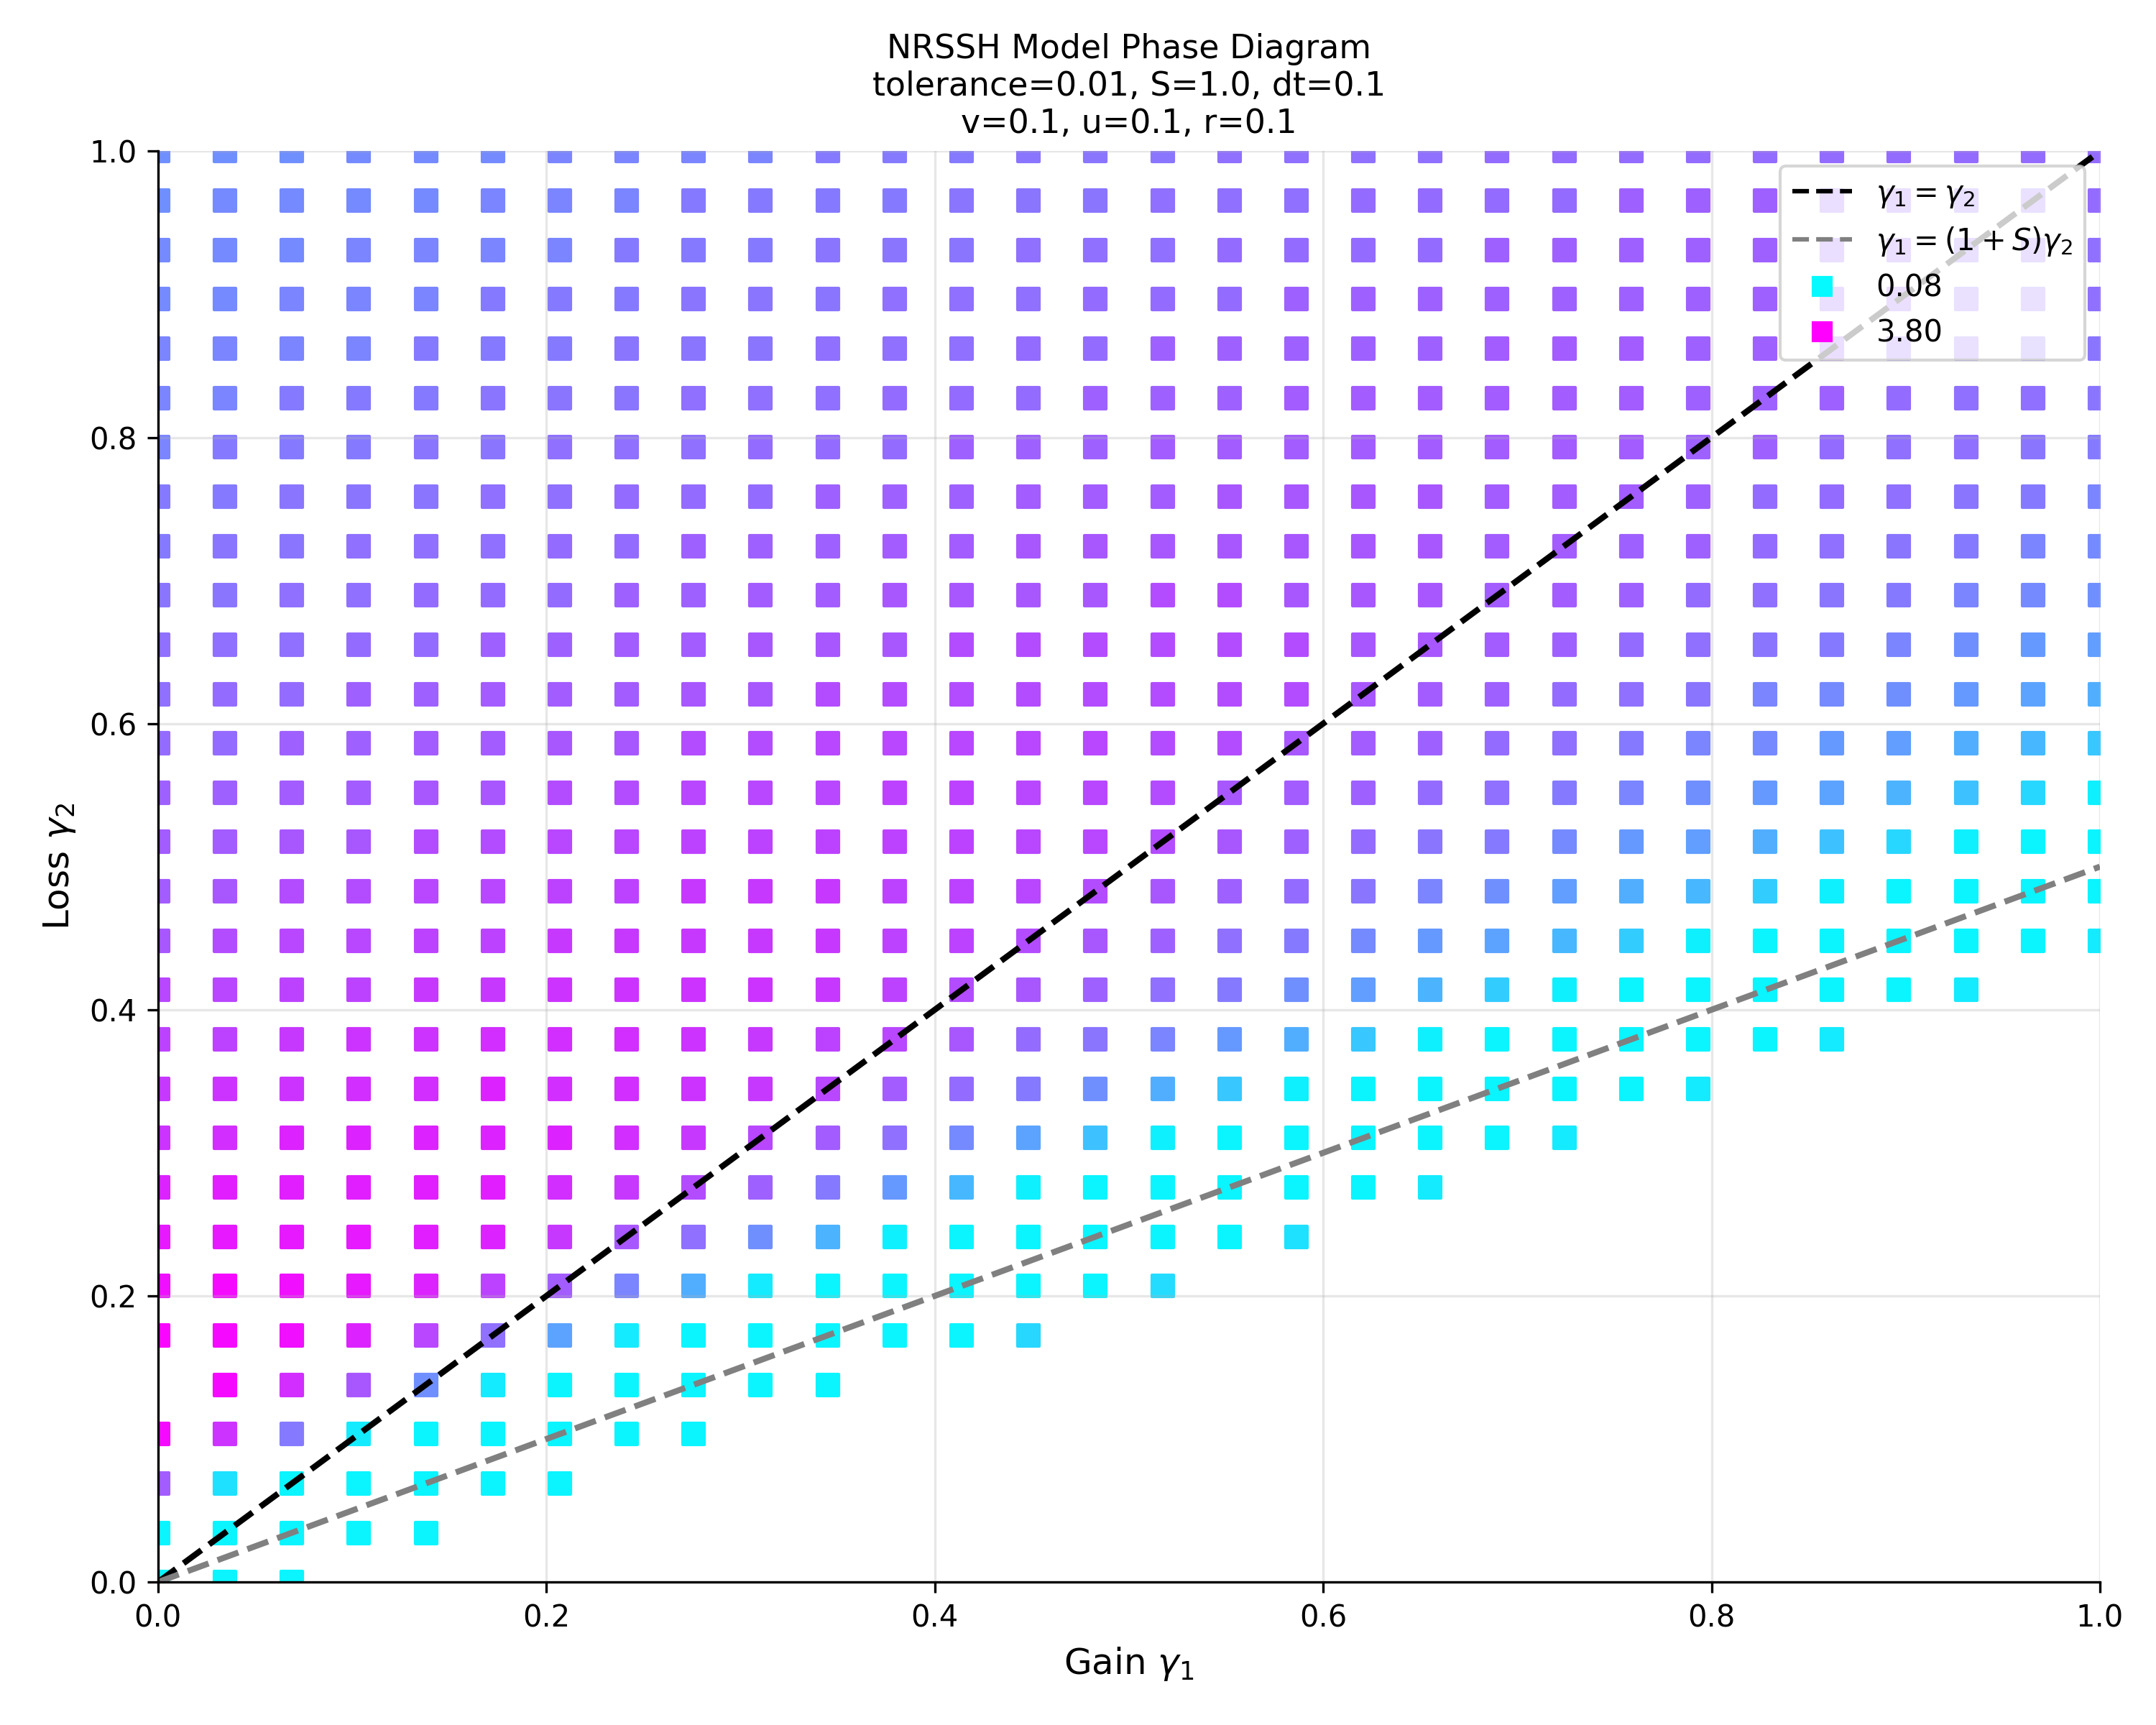 NRSSH Model Phase Diagram
tolerance=0.01, S=1.0, dt=0.1
v=0.1, u=0.1, r=0.1
1.0
0.8
0.6
0.4
0.2
0.0
Loss γ₂
γ₁ = γ₂
γ₁ = (1 + S)γ₂
0.08
3.80
0.0 0.2 0.4 0.6 0.8 1.0
Gain γ₁